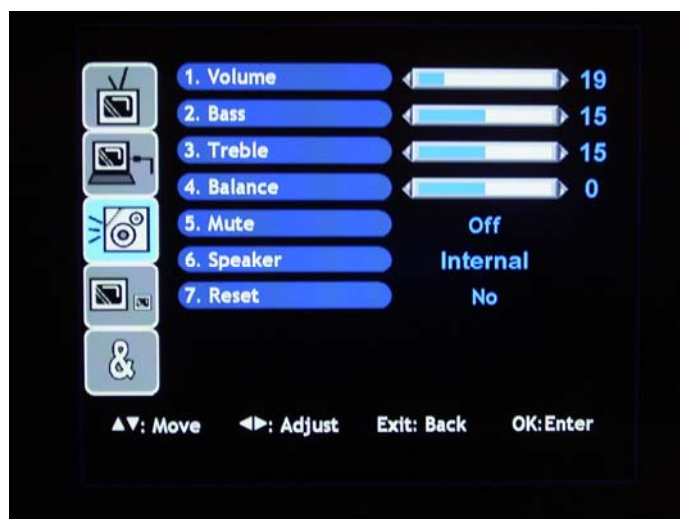 1. Volume 19
2. Bass 15
3. Treble 15
4. Balance 0
5. Mute Off
6. Speaker Internal
7. Reset No
&
▲▼: Move ◄►: Adjust Exit: Back OK:Enter